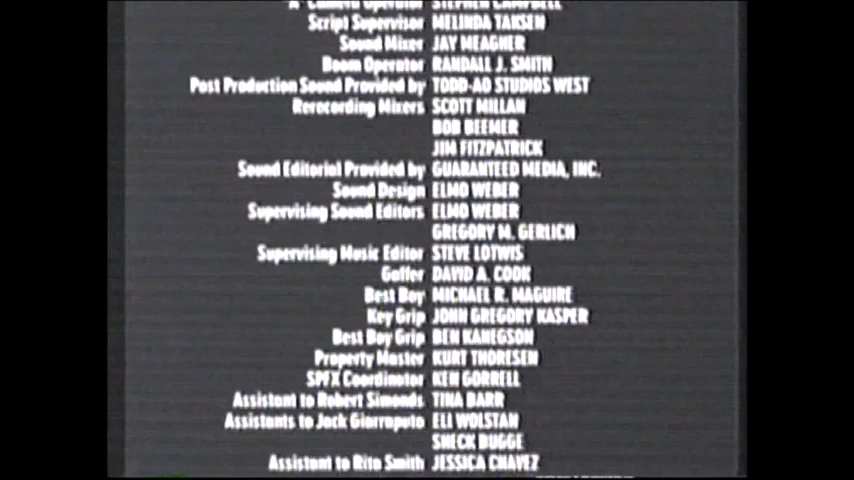 "A" Camera Operator STEPHEN CAMPBELL
Script Supervisor MELINDA TAKSEN
Sound Mixer JAY MEAGHER
Boom Operator RANDALL J. SMITH
Post Production Sound Provided by TODD-AO STUDIOS WEST
Rerecording Mixers SCOTT MILLAN
BOB BEEMER
JIM FITZPATRICK
Sound Editorial Provided by GUARANTEED MEDIA, INC.
Sound Design ELMO WEBER
Supervising Sound Editors ELMO WEBER
GREGORY M. GERLICH
Supervising Music Editor STEVE LOTWIS
Gaffer DAVID A. COOK
Best Boy MICHAEL R. MAGUIRE
Key Grip JOHN GREGORY KASPER
Best Boy Grip BEN KANEGSON
Property Master KURT THORESEN
SPFX Coordinator KEN GORRELL
Assistant to Robert Simonds TINA BARR
Assistants to Jack Giarraputo ELI WOLSTAN
SHECK BUGGE
Assistant to Rita Smith JESSICA CHAVEZ